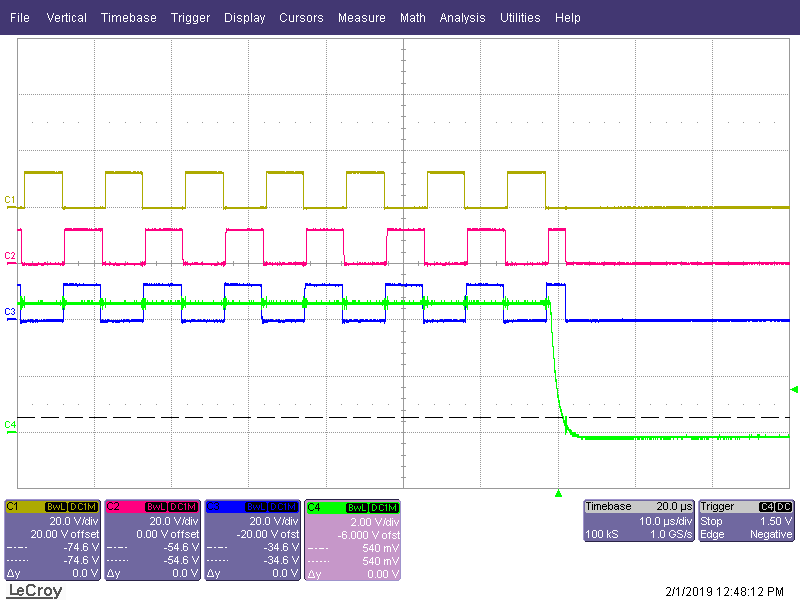 File Vertical Timebase Trigger Display Cursors Measure Math Analysis Utilities Help
C1
C2
C3
C4
C1 BwL DC1M
20.0 V/div
20.00 V offset
-74.6 V
-74.6 V
Δy 0.0 V
C2 BwL DC1M
20.0 V/div
0.00 V offset
-54.6 V
-54.6 V
Δy 0.0 V
C3 BwL DC1M
20.0 V/div
-20.00 V ofst
-34.6 V
-34.6 V
Δy 0.0 V
C4 BwL DC1M
2.00 V/div
-6.000 V ofst
540 mV
540 mV
Δy 0.00 V
Timebase 20.0 µs
10.0 µs/div
100 kS 1.0 GS/s
Trigger C4 DC
Stop 1.50 V
Edge Negative
LeCroy
2/1/2019 12:48:12 PM